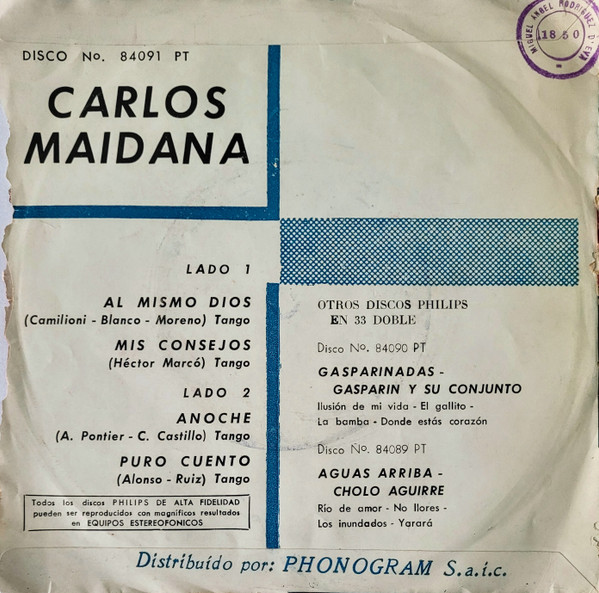 DISCO No. 84091 PT
MIGUEL ANGEL RODRIGUEZ
1850
CARLOS
MAIDANA
LADO 1
AL MISMO DIOS
(Camilioni - Blanco - Moreno) Tango
MIS CONSEJOS
(Héctor Marcó) Tango
LADO 2
ANOCHE
(A. Pontier - C. Castillo) Tango
PURO CUENTO
(Alonso - Ruiz) Tango
Todos los discos PHILIPS DE ALTA FIDELIDAD
pueden ser reproducidos con magníficos resultados
en EQUIPOS ESTEREOFONICOS
OTROS DISCOS PHILIPS
EN 33 DOBLE
Disco No. 84090 PT
GASPARINADAS -
GASPARIN Y SU CONJUNTO
Ilusión de mi vida - El gallito -
La bamba - Donde estás corazón
Disco No. 84089 PT
AGUAS ARRIBA -
CHOLO AGUIRRE
Río de amor - No llores -
Los inundados - Yarará
Distribuído por: PHONOGRAM S.a.i.c.